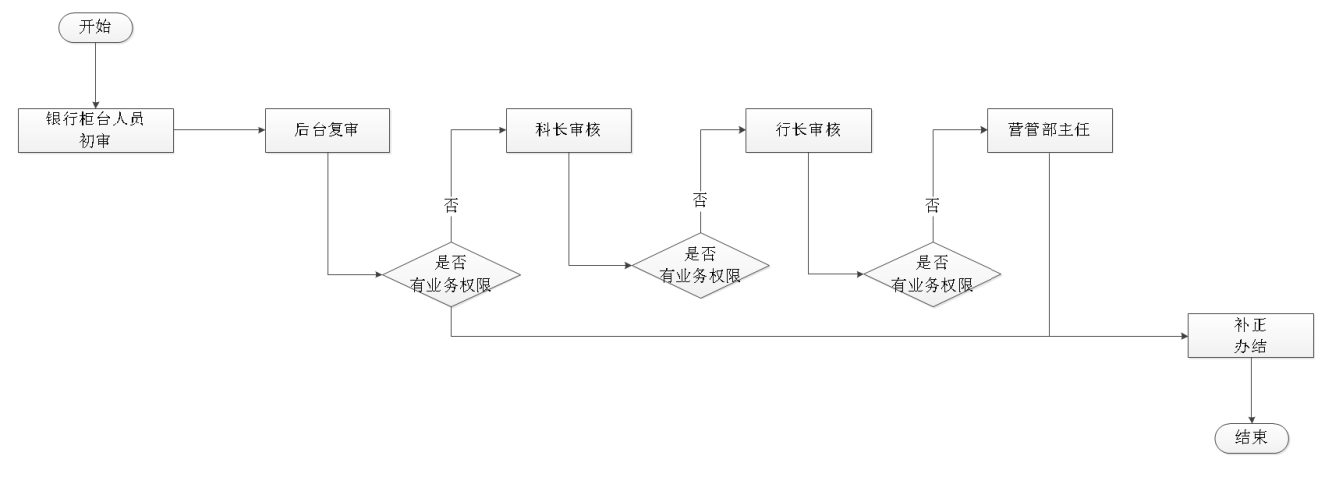 开始
银行柜台人员
初审
后台复审
科长审核
行长审核
营管部主任
否
否
否
是否
有业务权限
是否
有业务权限
是否
有业务权限
补正
办结
结束